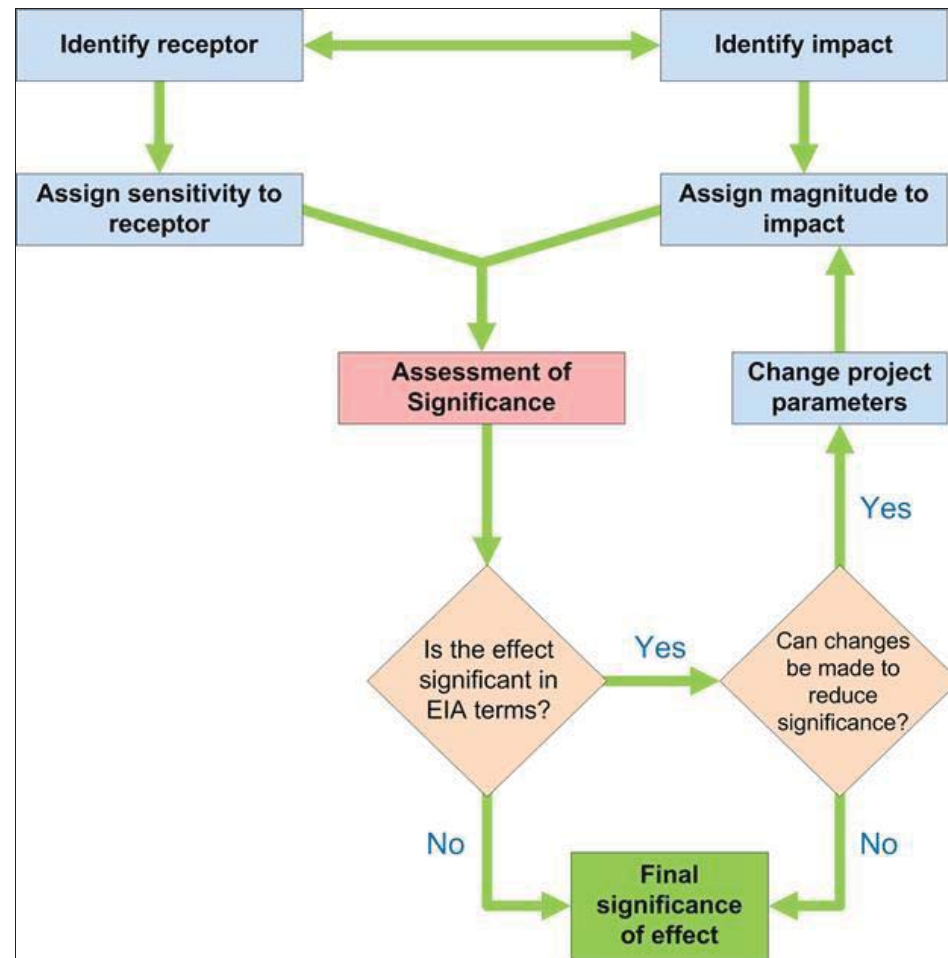 Identify receptor
Identify impact
Assign sensitivity to
receptor
Assign magnitude to
impact
Assessment of
Significance
Change project
parameters
Yes
Is the effect
significant in
EIA terms?
Yes
Can changes
be made to
reduce
significance?
No
No
Final
significance
of effect